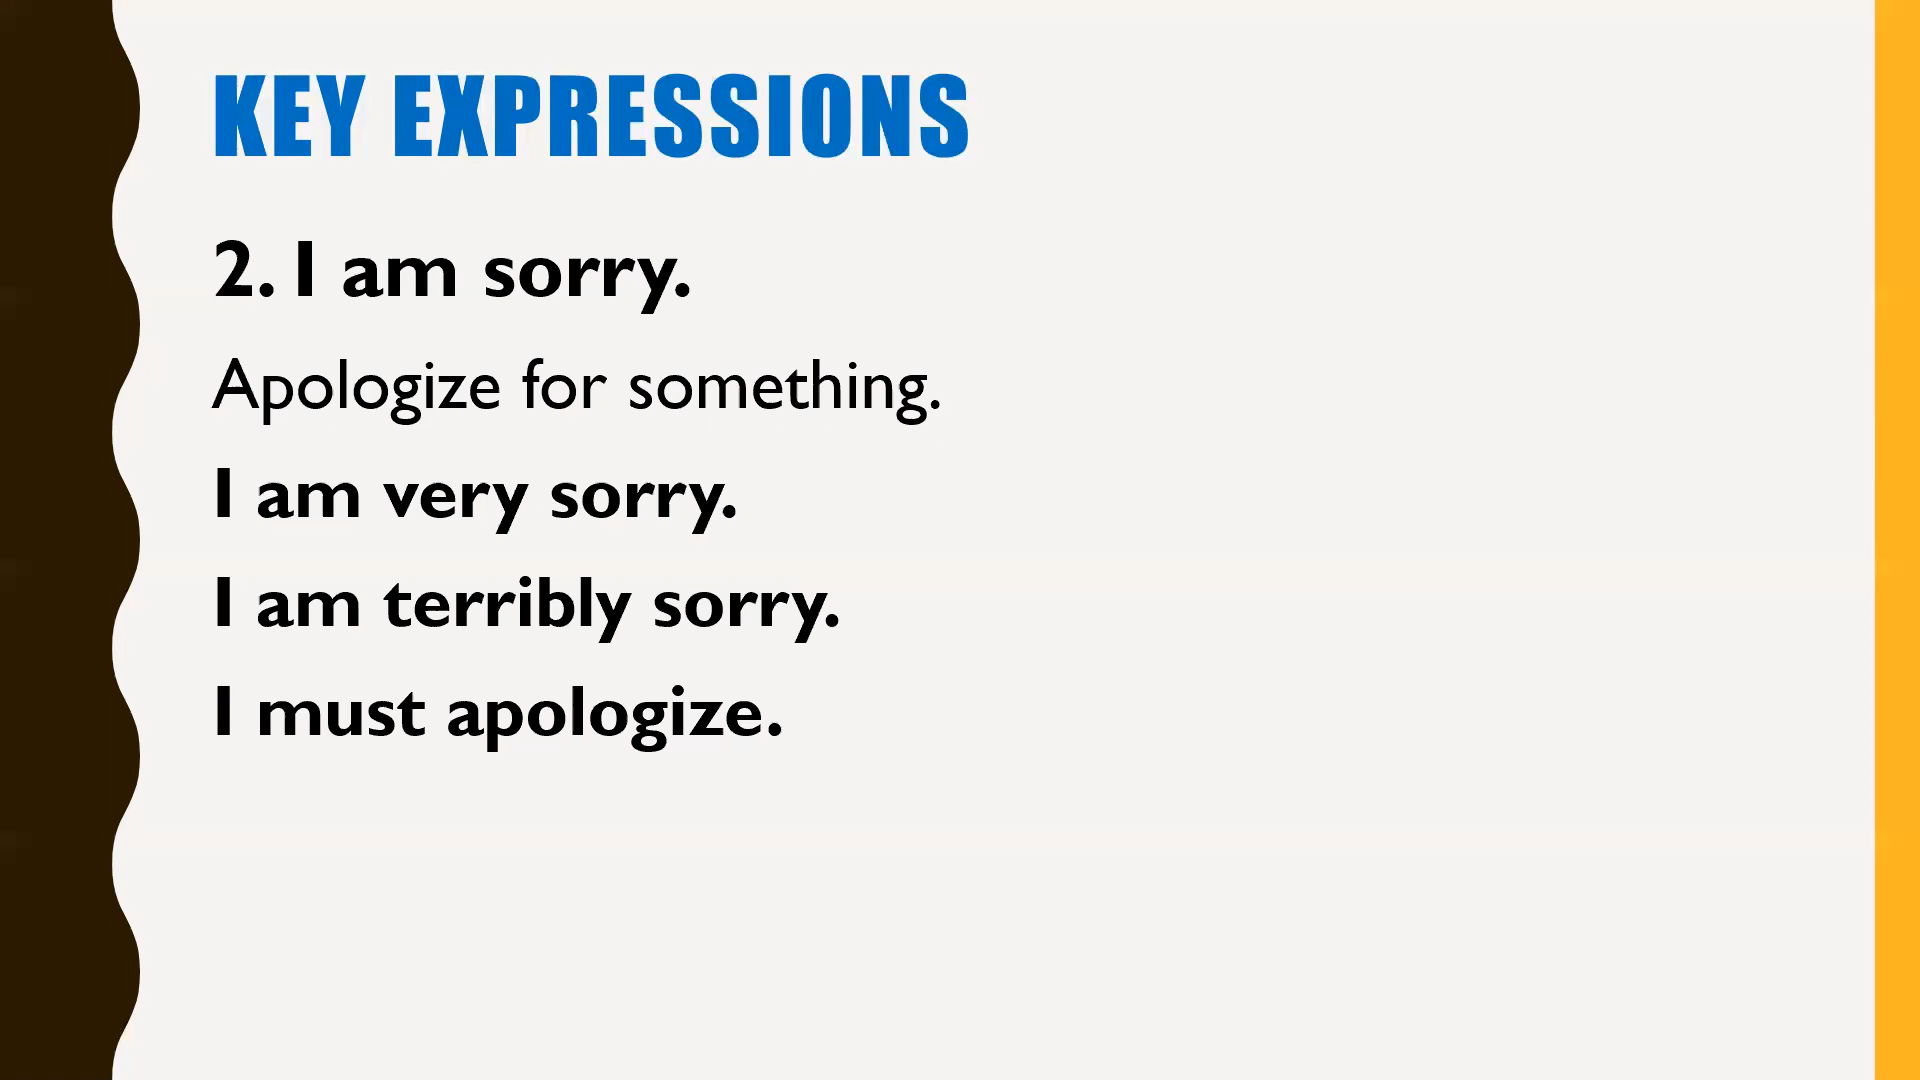 KEY EXPRESSIONS
2. I am sorry.
Apologize for something.
I am very sorry.
I am terribly sorry.
I must apologize.